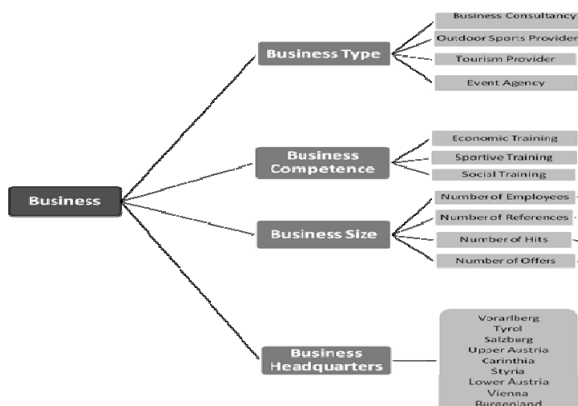 Business
Business Type
Business Consultancy
Outdoor Sports Provider
Tourism Provider
Event Agency
Business
Competence
Economic Training
Sportive Training
Social Training
Business Size
Number of Employees
Number of References
Number of Hits
Number of Offers
Business
Headquarters
Vorarlberg
Tyrol
Salzberg
Upper Austria
Carinthia
Styria
Lower Austria
Vienna
Burgenland